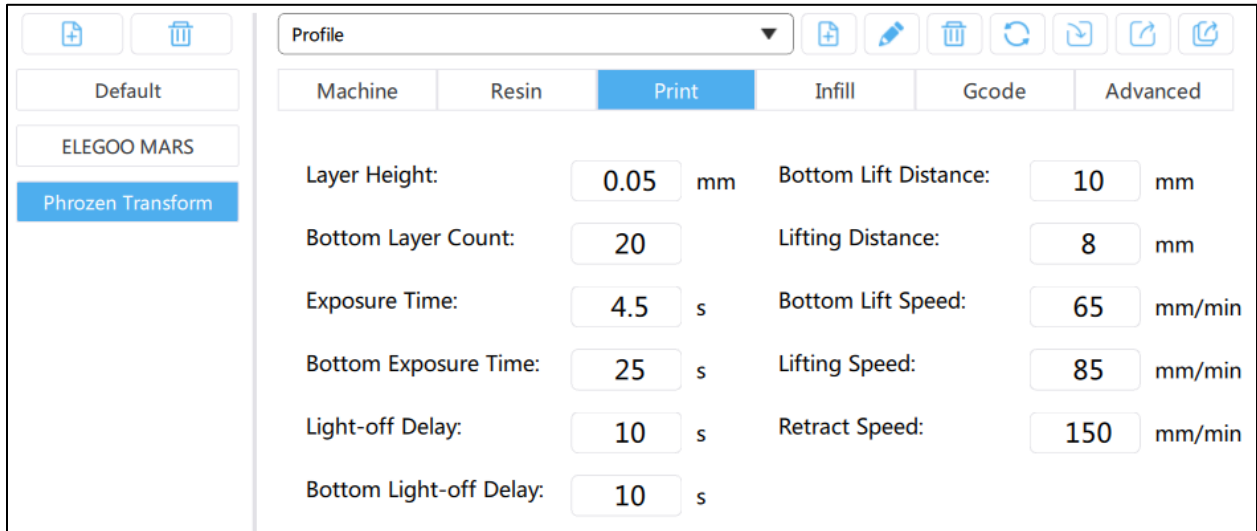 Profile
Default
ELEGOO MARS
Phrozen Transform
Machine Resin Print Infill Gcode Advanced
Layer Height: 0.05 mm Bottom Lift Distance: 10 mm
Bottom Layer Count: 20 Lifting Distance: 8 mm
Exposure Time: 4.5 s Bottom Lift Speed: 65 mm/min
Bottom Exposure Time: 25 s Lifting Speed: 85 mm/min
Light-off Delay: 10 s Retract Speed: 150 mm/min
Bottom Light-off Delay: 10 s